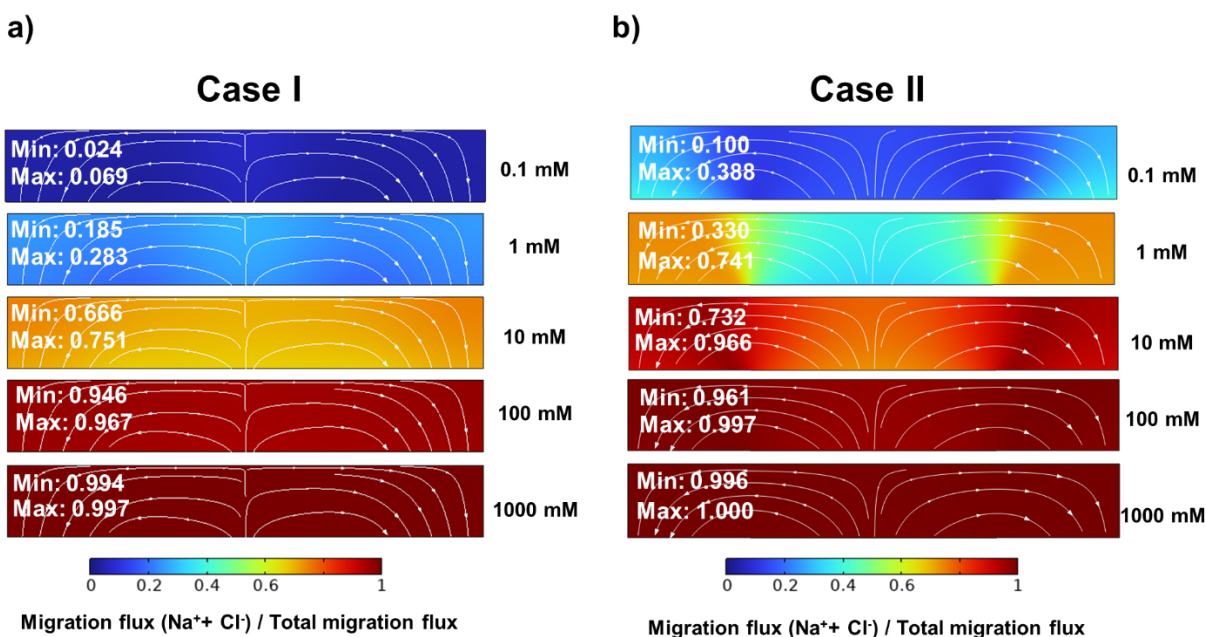 a)
Case I
Min: 0.024
Max: 0.069
0.1 mM
Min: 0.185
Max: 0.283
1 mM
Min: 0.666
Max: 0.751
10 mM
Min: 0.946
Max: 0.967
100 mM
Min: 0.994
Max: 0.997
1000 mM
0 0.2 0.4 0.6 0.8 1
Migration flux (Na⁺+ Cl⁻) / Total migration flux
b)
Case II
Min: 0.100
Max: 0.388
0.1 mM
Min: 0.330
Max: 0.741
1 mM
Min: 0.732
Max: 0.966
10 mM
Min: 0.961
Max: 0.997
100 mM
Min: 0.996
Max: 1.000
1000 mM
0 0.2 0.4 0.6 0.8 1
Migration flux (Na⁺+ Cl⁻) / Total migration flux